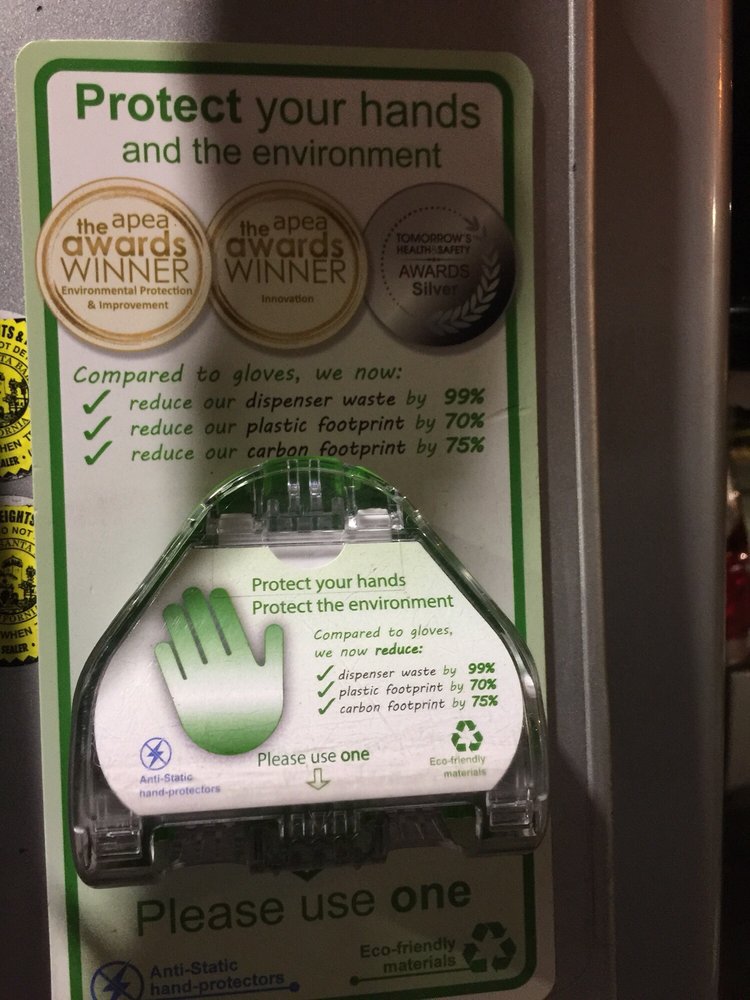 Protect your hands
and the environment
the apea
awards
WINNER
Environmental Protection
& Improvement
the apea
awards
WINNER
Innovation
TOMORROW'S
HEALTH&SAFETY
AWARDS
Silver
Compared to gloves, we now:
✓ reduce our dispenser waste by 99%
✓ reduce our plastic footprint by 70%
✓ reduce our carbon footprint by 75%
Protect your hands
Protect the environment
Compared to gloves,
we now reduce:
✓ dispenser waste by 99%
✓ plastic footprint by 70%
✓ carbon footprint by 75%
Please use one
Anti-Static
hand-protectors
Eco-friendly
materials
Please use one
Anti-Static
hand-protectors
Eco-friendly
materials